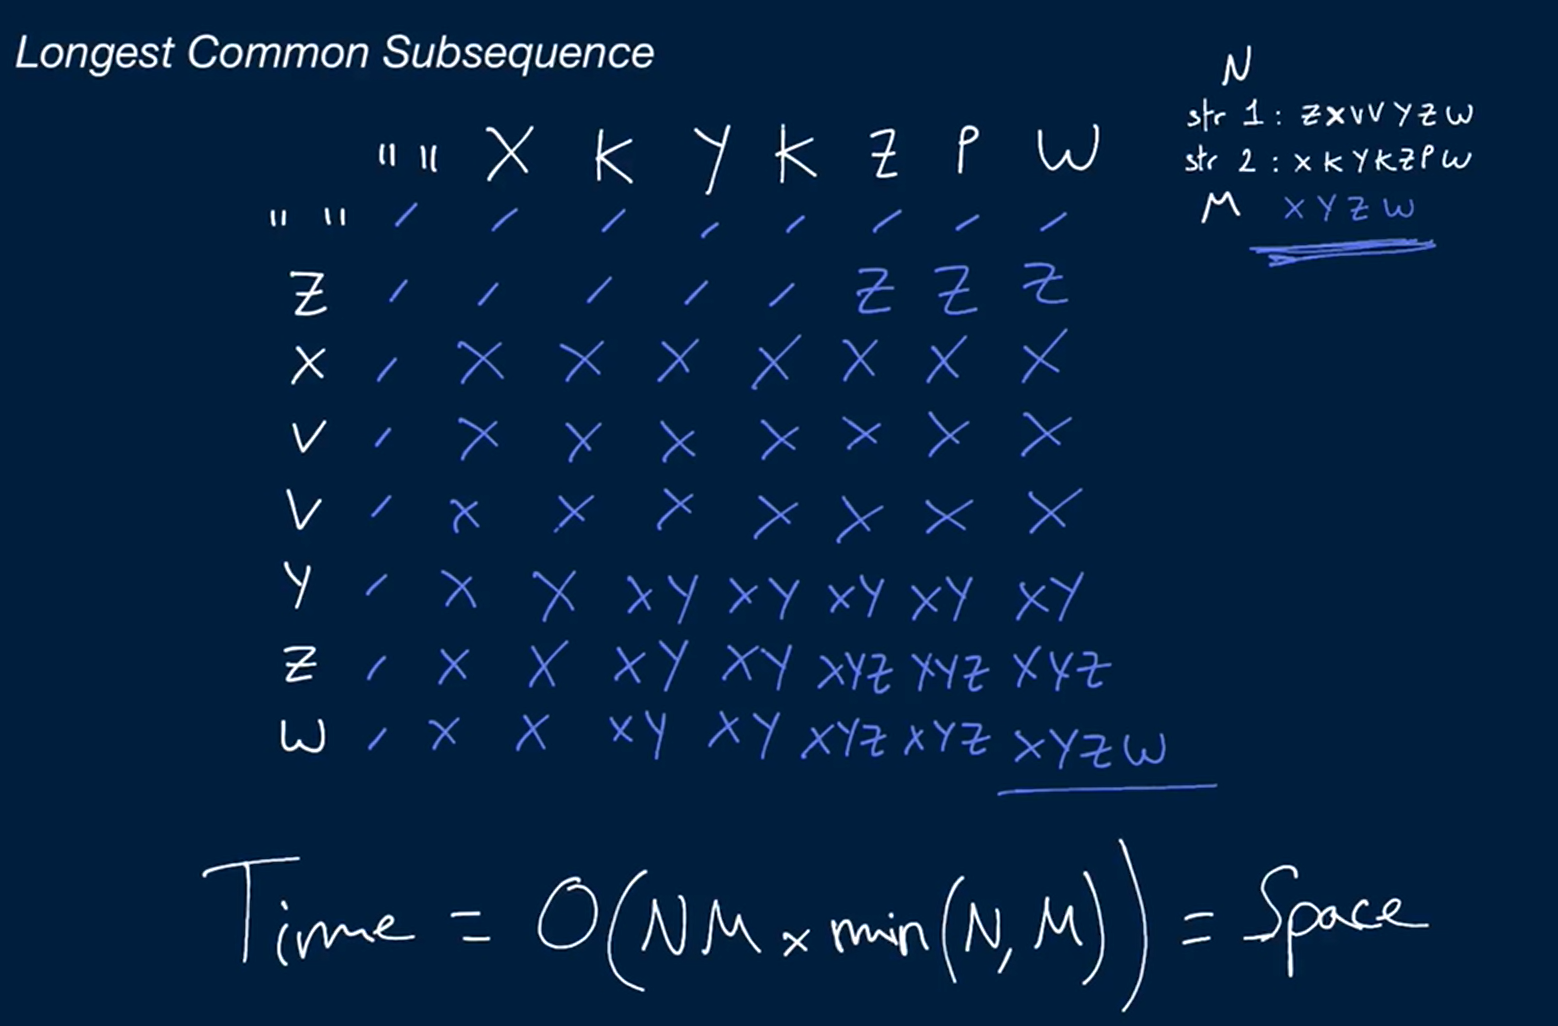 Longest Common Subsequence
N
str 1 : ZXVVYZW
str 2 : XKYKZPW
M XYZW
" " X K Y K Z P W
" " / / / / / / / /
Z / / / / / Z Z Z
X / X X X X X X X
V / X X X X X X X
V / X X X X X X X
Y / X X XY XY XY XY XY
Z / X X XY XY XYZ XYZ XYZ
W / X X XY XY XYZ XYZ XYZW
Time = O(NM x min(N, M)) = Space